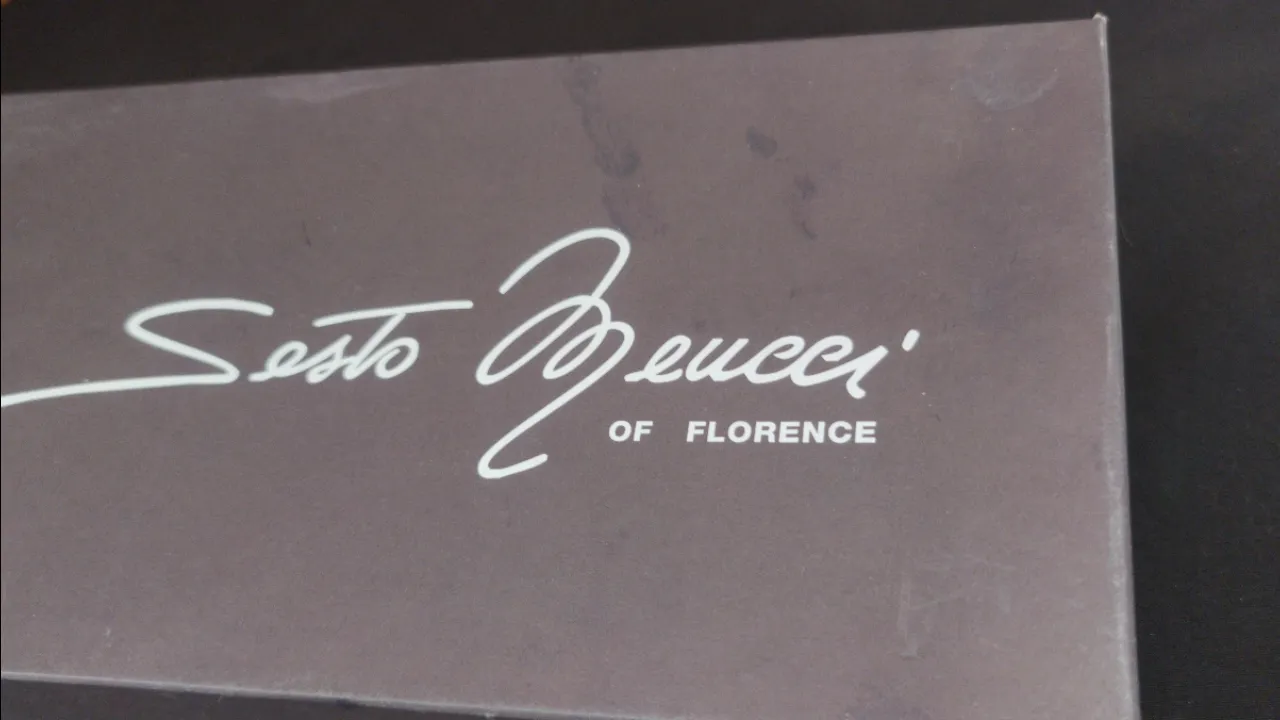 Sesto Meucci
OF FLORENCE